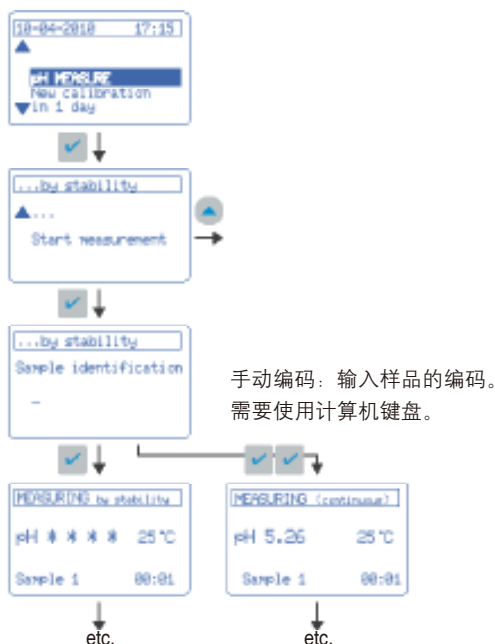 10-04-2010 17:15
pH MEASURE
New calibration
in 1 day
...by stability
...
Start measurement
...by stability
Sample identification
_
手动编码：输入样品的编码。
需要使用计算机键盘。
MEASURING by stability
pH * * * * 25 °C
Sample 1 00:01
etc.
MEASURING (continuous)
pH 5.26 25 °C
Sample 1 00:01
etc.